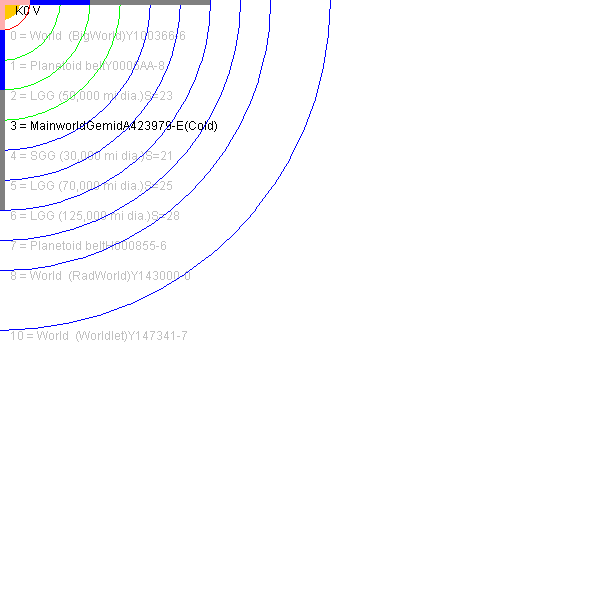 K0 V
0 = World  (BigWorld)Y100366-6
1 = Planetoid beltY0005AA-8
2 = LGG (50,000 mi dia.)S=23
3 = MainworldGemidA423979-E(Cold)
4 = SGG (30,000 mi dia.)S=21
5 = LGG (70,000 mi dia.)S=25
6 = LGG (125,000 mi dia.)S=28
7 = Planetoid beltH000855-6
8 = World  (RadWorld)Y143000-0
10 = World  (Worldlet)Y147341-7